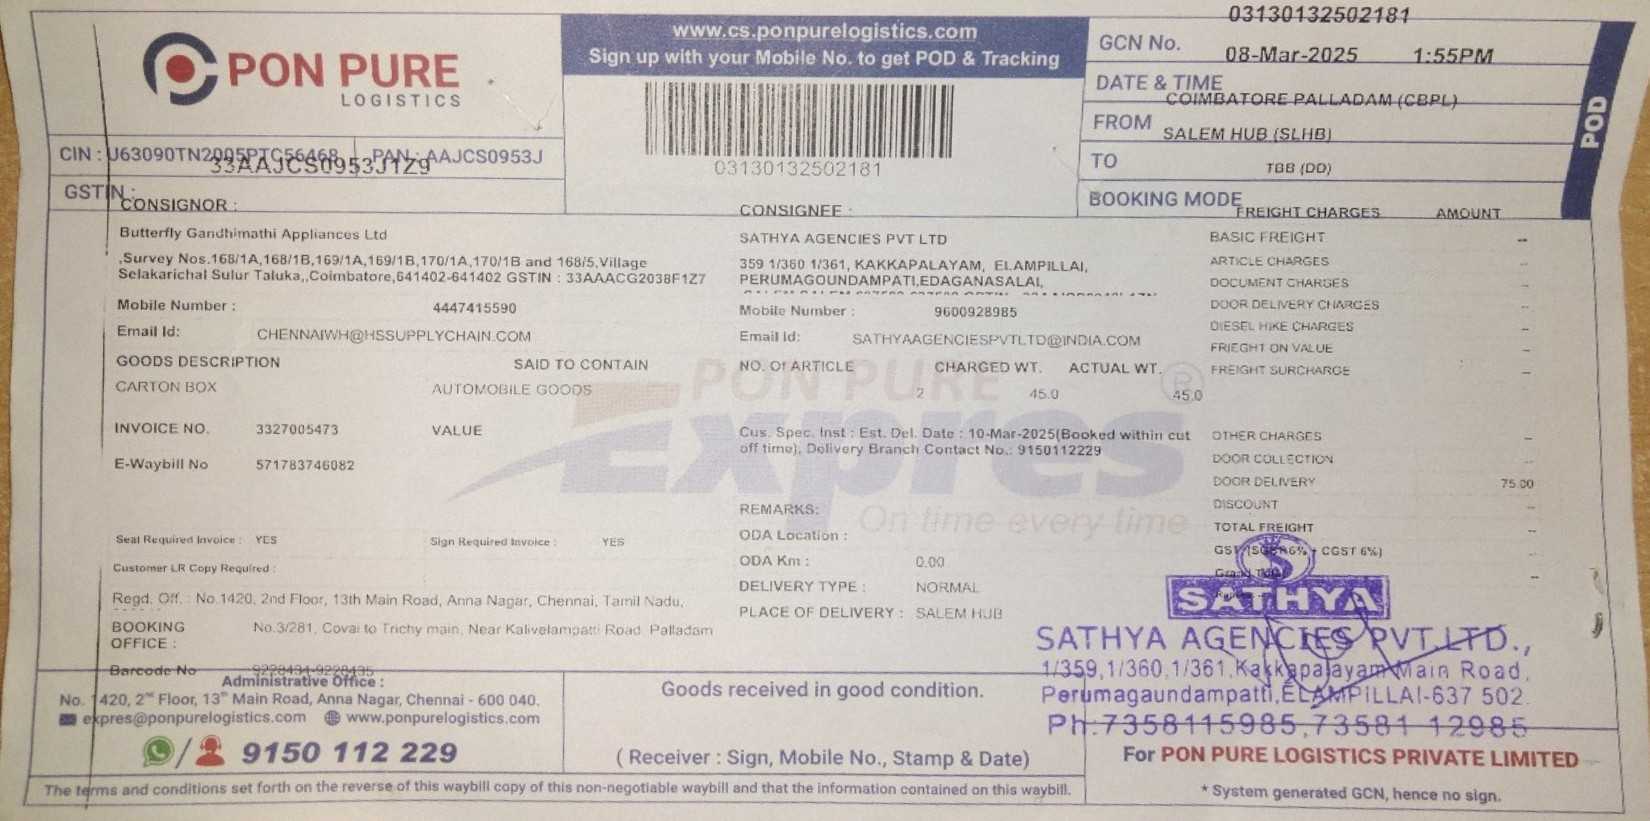 PON PURE
LOGISTICS
CIN : U63090TN2005PTC56468 PAN : AAJCS0953J
33AAJCS0953J1Z9
GSTIN :
www.cs.ponpurelogistics.com
Sign up with your Mobile No. to get POD & Tracking
03130132502181
03130132502181
GCN No.
08-Mar-2025 1:55PM
DATE & TIME
COIMBATORE PALLADAM (CBPL)
FROM
SALEM HUB (SLHB)
TO
TBB (DD)
BOOKING MODE
POD
CONSIGNOR :
Butterfly Gandhimathi Appliances Ltd
,Survey Nos.168/1A,168/1B,169/1A,169/1B,170/1A,170/1B and 168/5,Village
Selakarichal Sulur Taluka,,Coimbatore,641402-641402 GSTIN : 33AAACG2038F1Z7
Mobile Number : 4447415590
Email Id: CHENNAIWH@HSSUPPLYCHAIN.COM
GOODS DESCRIPTION SAID TO CONTAIN
CARTON BOX AUTOMOBILE GOODS
INVOICE NO. 3327005473 VALUE
E-Waybill No 571783746082
Seal Required Invoice : YES Sign Required Invoice : YES
Customer LR Copy Required :
Regd. Off. : No.1420, 2nd Floor, 13th Main Road, Anna Nagar, Chennai, Tamil Nadu,
BOOKING OFFICE : No.3/281, Covai to Trichy main, Near Kalivelampatti Road Palladam
Barcode No 9228434-9228435
CONSIGNEE :
SATHYA AGENCIES PVT LTD
359 1/360 1/361, KAKKAPALAYAM, ELAMPILLAI,
PERUMAGOUNDAMPATI,EDAGANASALAI,
Mobile Number : 9600928985
Email Id: SATHYAAGENCIESPVTLTD@INDIA.COM
NO. Of ARTICLE CHARGED WT. ACTUAL WT.
2 45.0 45.0
Cus. Spec. Inst : Est. Del. Date : 10-Mar-2025(Booked within cut
off time), Delivery Branch Contact No.: 9150112229
REMARKS:
ODA Location :
ODA Km : 0.00
DELIVERY TYPE : NORMAL
PLACE OF DELIVERY : SALEM HUB
PON PURE
Expres
On time every time
FREIGHT CHARGES AMOUNT
BASIC FREIGHT --
ARTICLE CHARGES --
DOCUMENT CHARGES --
DOOR DELIVERY CHARGES --
DIESEL HIKE CHARGES --
FRIEGHT ON VALUE --
FREIGHT SURCHARGE --
OTHER CHARGES --
DOOR COLLECTION --
DOOR DELIVERY 75.00
DISCOUNT --
TOTAL FREIGHT --
CGST 6%)
SATHYA
SATHYA AGENCIES PVT.LTD.,
1/359,1/360,1/361,Kakkapalayam Main Road,
Perumagaundampatti,ELAMPILLAI-637 502.
Ph:7358115985,73581 12985
Administrative Office :
No. 1420, 2nd Floor, 13th Main Road, Anna Nagar, Chennai - 600 040.
expres@ponpurelogistics.com www.ponpurelogistics.com
/ 9150 112 229
Goods received in good condition.
( Receiver : Sign, Mobile No., Stamp & Date)
For PON PURE LOGISTICS PRIVATE LIMITED
The terms and conditions set forth on the reverse of this waybill copy of this non-negotiable waybill and that the information contained on this waybill.
* System generated GCN, hence no sign.